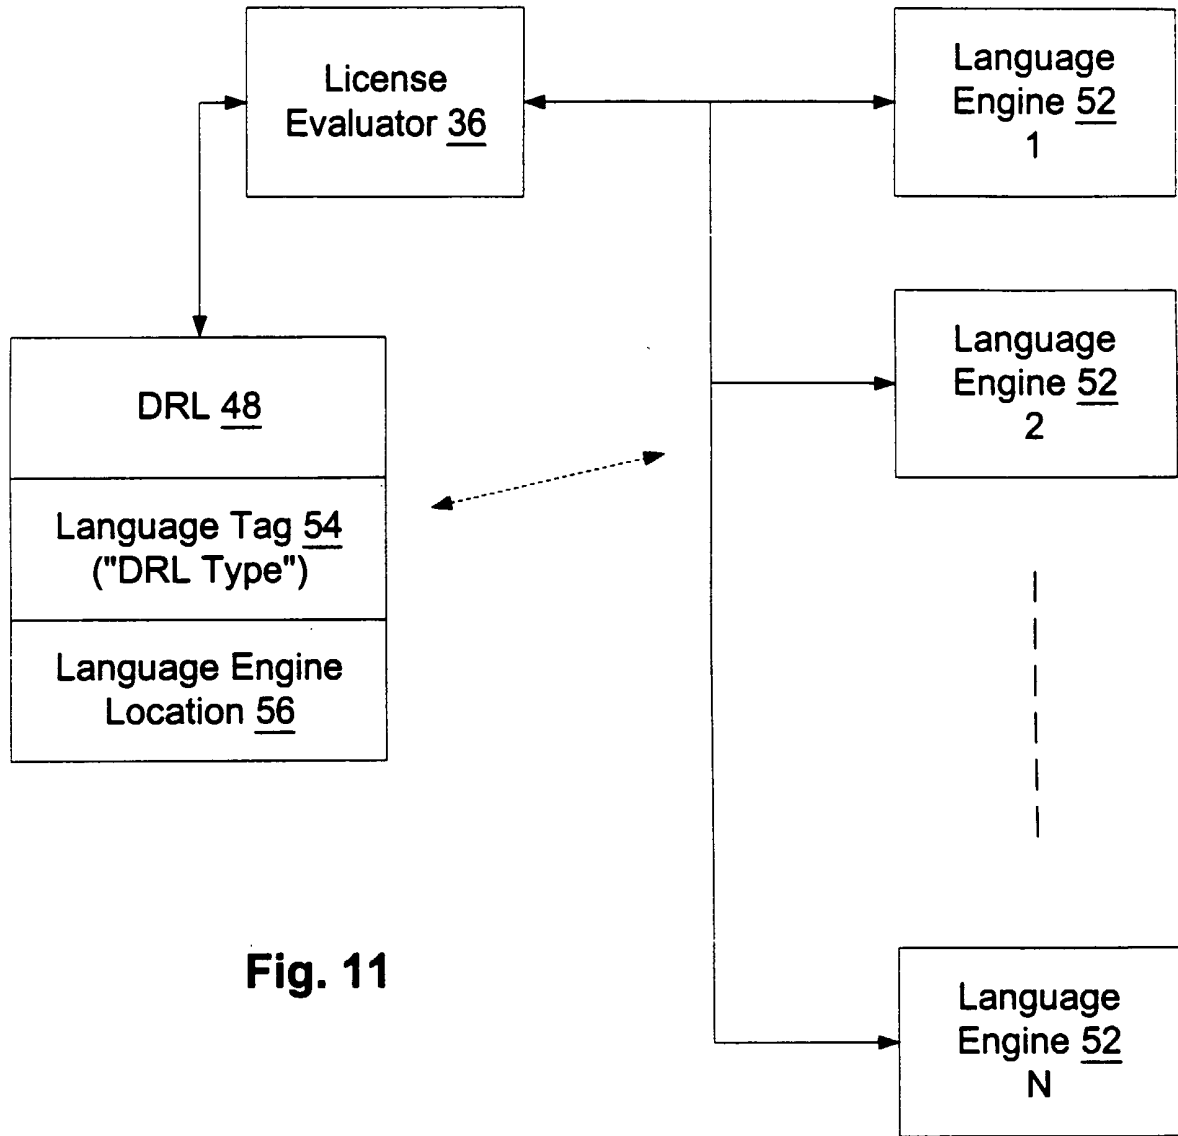 License
Evaluator 36
Language
Engine 52
1
Language
Engine 52
2
DRL 48
Language Tag 54
("DRL Type")
Language Engine
Location 56
Fig. 11
Language
Engine 52
N